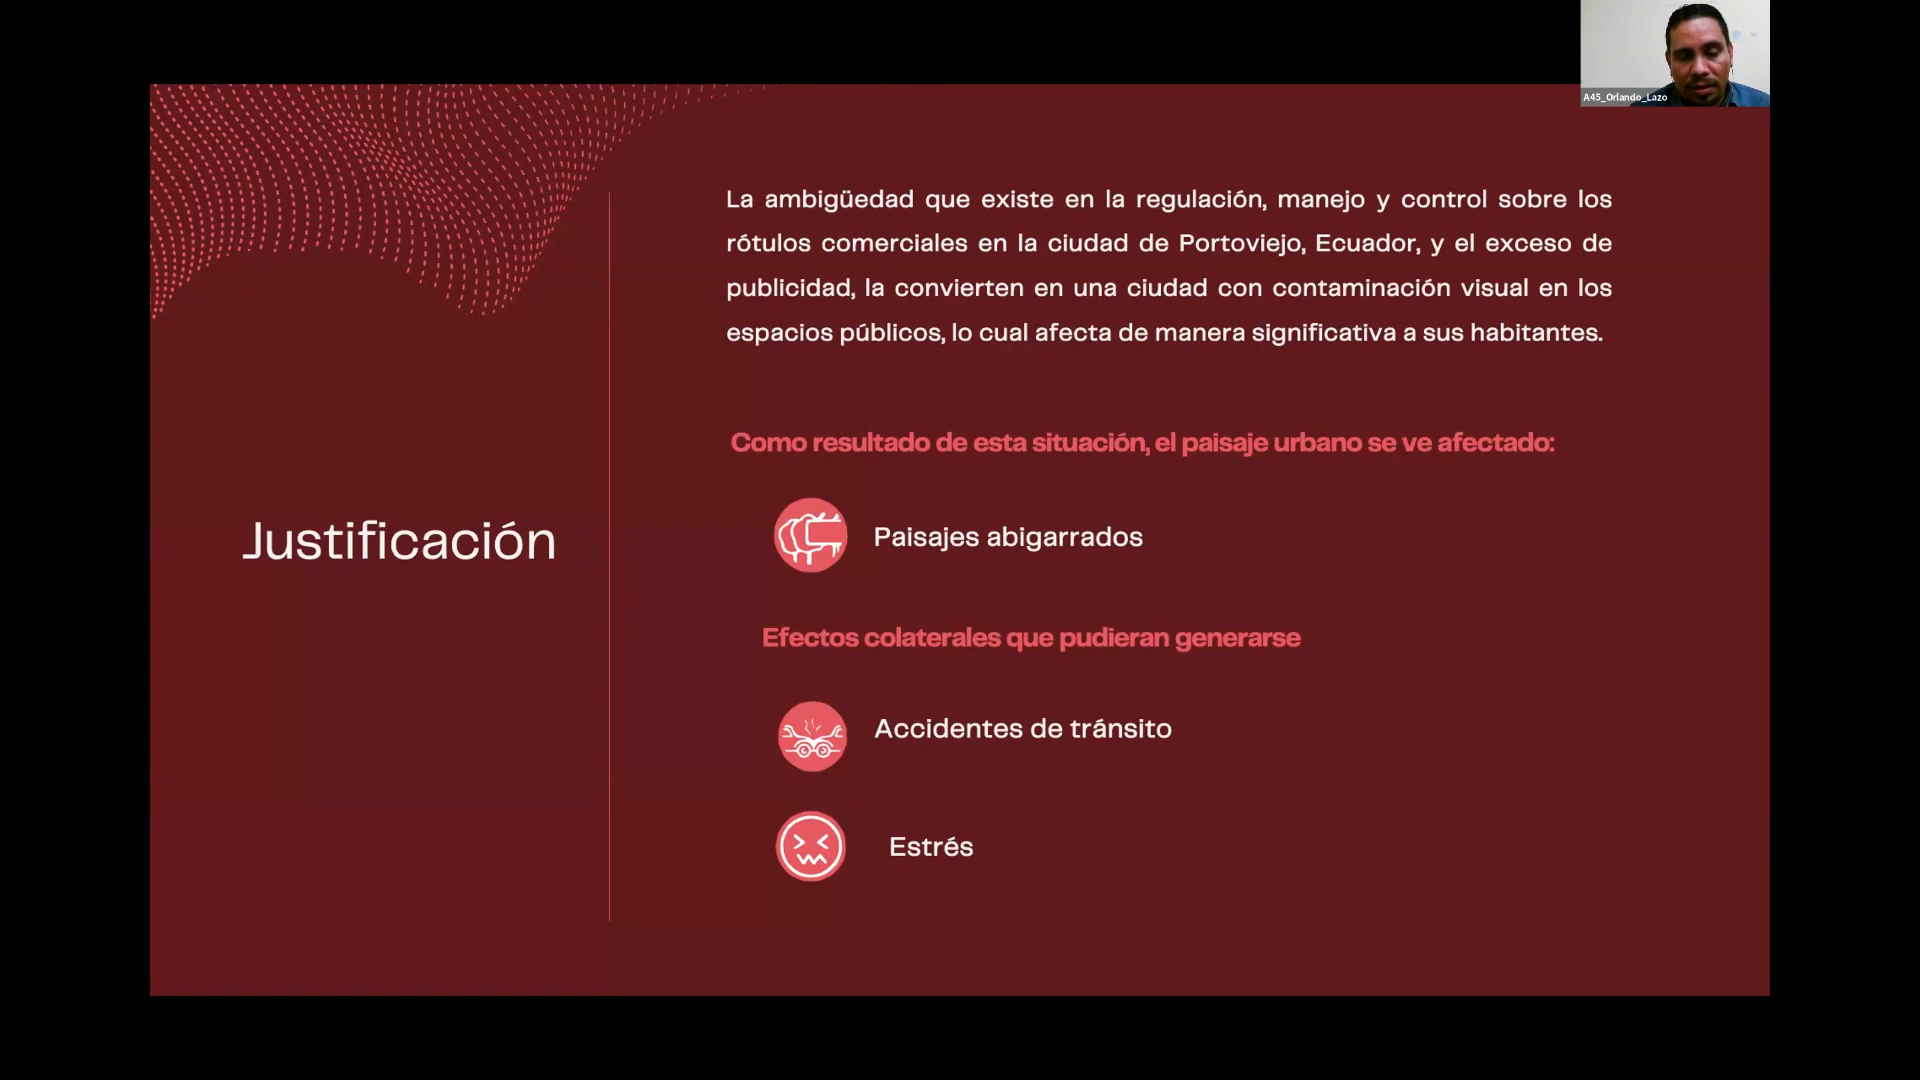 A45_Orlando_Lazo
La ambigüedad que existe en la regulación, manejo y control sobre los
rótulos comerciales en la ciudad de Portoviejo, Ecuador, y el exceso de
publicidad, la convierten en una ciudad con contaminación visual en los
espacios públicos, lo cual afecta de manera significativa a sus habitantes.
Como resultado de esta situación, el paisaje urbano se ve afectado:
Justificación
Paisajes abigarrados
Efectos colaterales que pudieran generarse
Accidentes de tránsito
Estrés